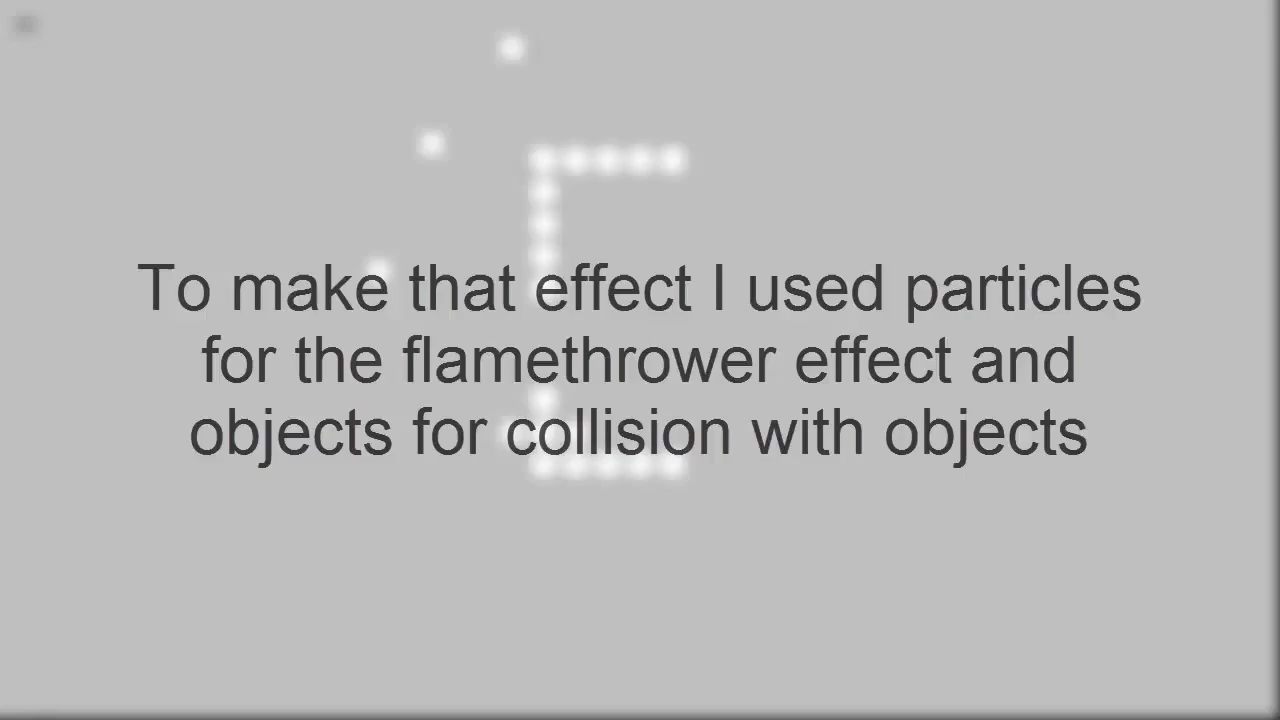 To make that effect I used particles
for the flamethrower effect and
objects for collision with objects